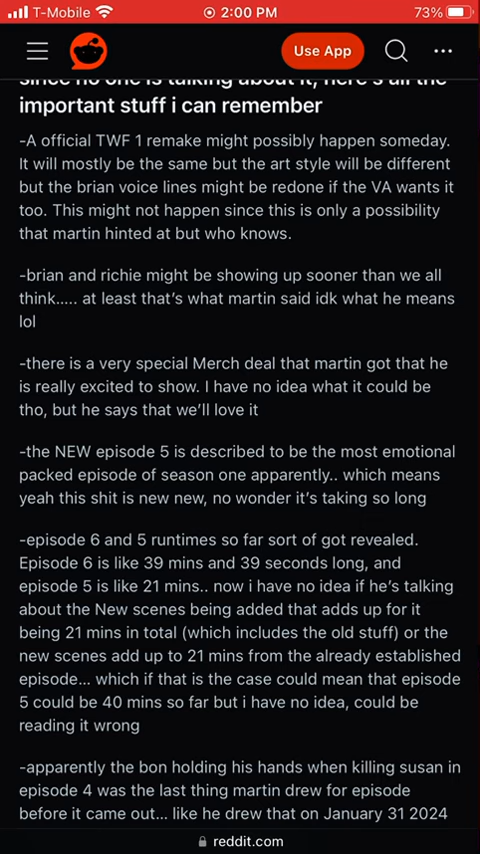 T-Mobile 2:00 PM 73%
Use App
since no one is talking about it, here's all the
important stuff i can remember
-A official TWF 1 remake might possibly happen someday.
It will mostly be the same but the art style will be different
but the brian voice lines might be redone if the VA wants it
too. This might not happen since this is only a possibility
that martin hinted at but who knows.
-brian and richie might be showing up sooner than we all
think..... at least that's what martin said idk what he means
lol
-there is a very special Merch deal that martin got that he
is really excited to show. I have no idea what it could be
tho, but he says that we'll love it
-the NEW episode 5 is described to be the most emotional
packed episode of season one apparently.. which means
yeah this shit is new new, no wonder it's taking so long
-episode 6 and 5 runtimes so far sort of got revealed.
Episode 6 is like 39 mins and 39 seconds long, and
episode 5 is like 21 mins.. now i have no idea if he's talking
about the New scenes being added that adds up for it
being 21 mins in total (which includes the old stuff) or the
new scenes add up to 21 mins from the already established
episode... which if that is the case could mean that episode
5 could be 40 mins so far but i have no idea, could be
reading it wrong
-apparently the bon holding his hands when killing susan in
episode 4 was the last thing martin drew for episode
before it came out... like he drew that on January 31 2024
reddit.com